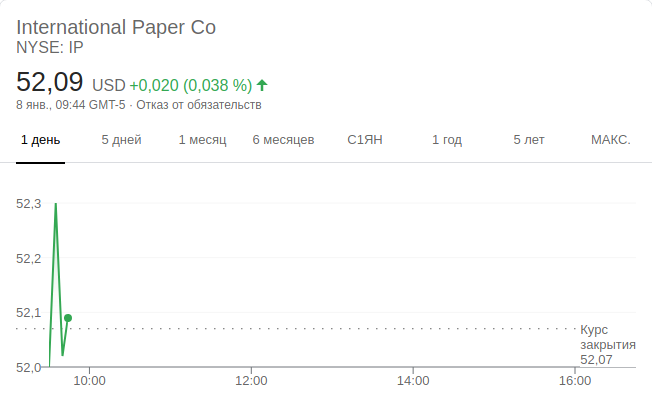 International Paper Co
NYSE: IP
52,09 USD +0,020 (0,038 %)
8 янв., 09:44 GMT-5 · Отказ от обязательств
1 день 5 дней 1 месяц 6 месяцев С1ЯН 1 год 5 лет МАКС.
52,3
52,2
52,1
Курс
закрытия
52,07
52,0
10:00 12:00 14:00 16:00